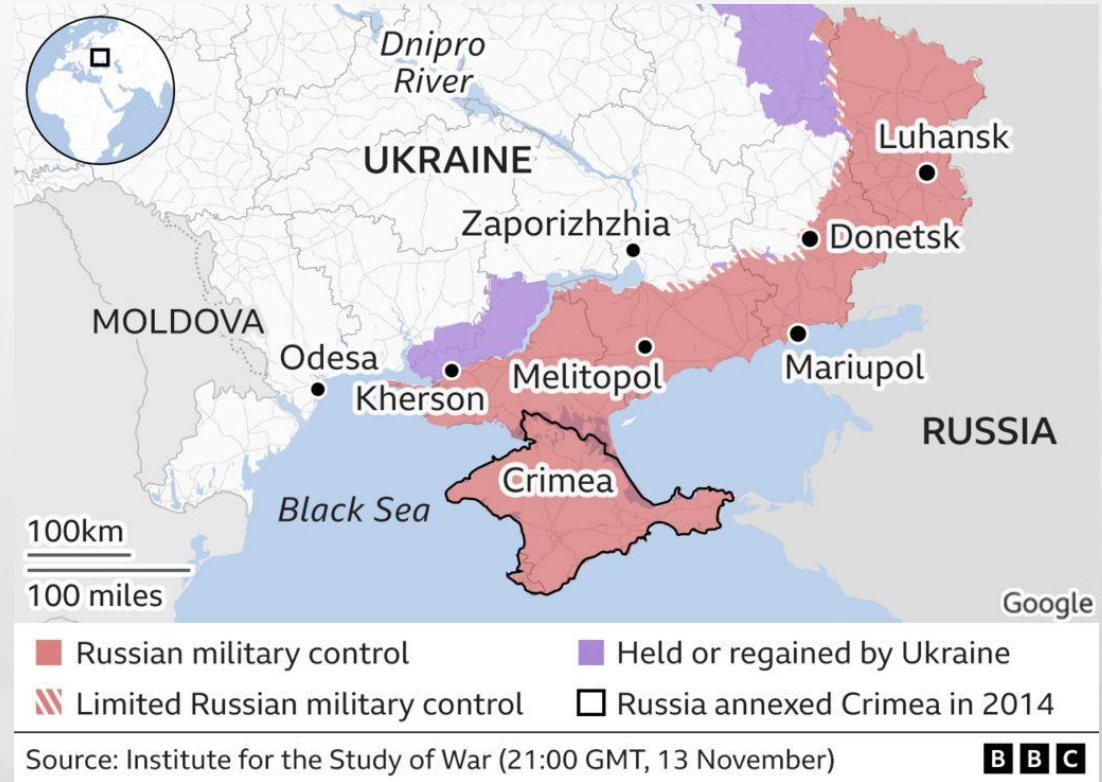 Dnipro
River
UKRAINE
Luhansk
Zaporizhzhia
Donetsk
MOLDOVA
Odesa
Kherson
Melitopol
Mariupol
RUSSIA
Crimea
Black Sea
100km
100 miles
Google
Russian military control
Held or regained by Ukraine
Limited Russian military control
Russia annexed Crimea in 2014
Source: Institute for the Study of War (21:00 GMT, 13 November)
BBC